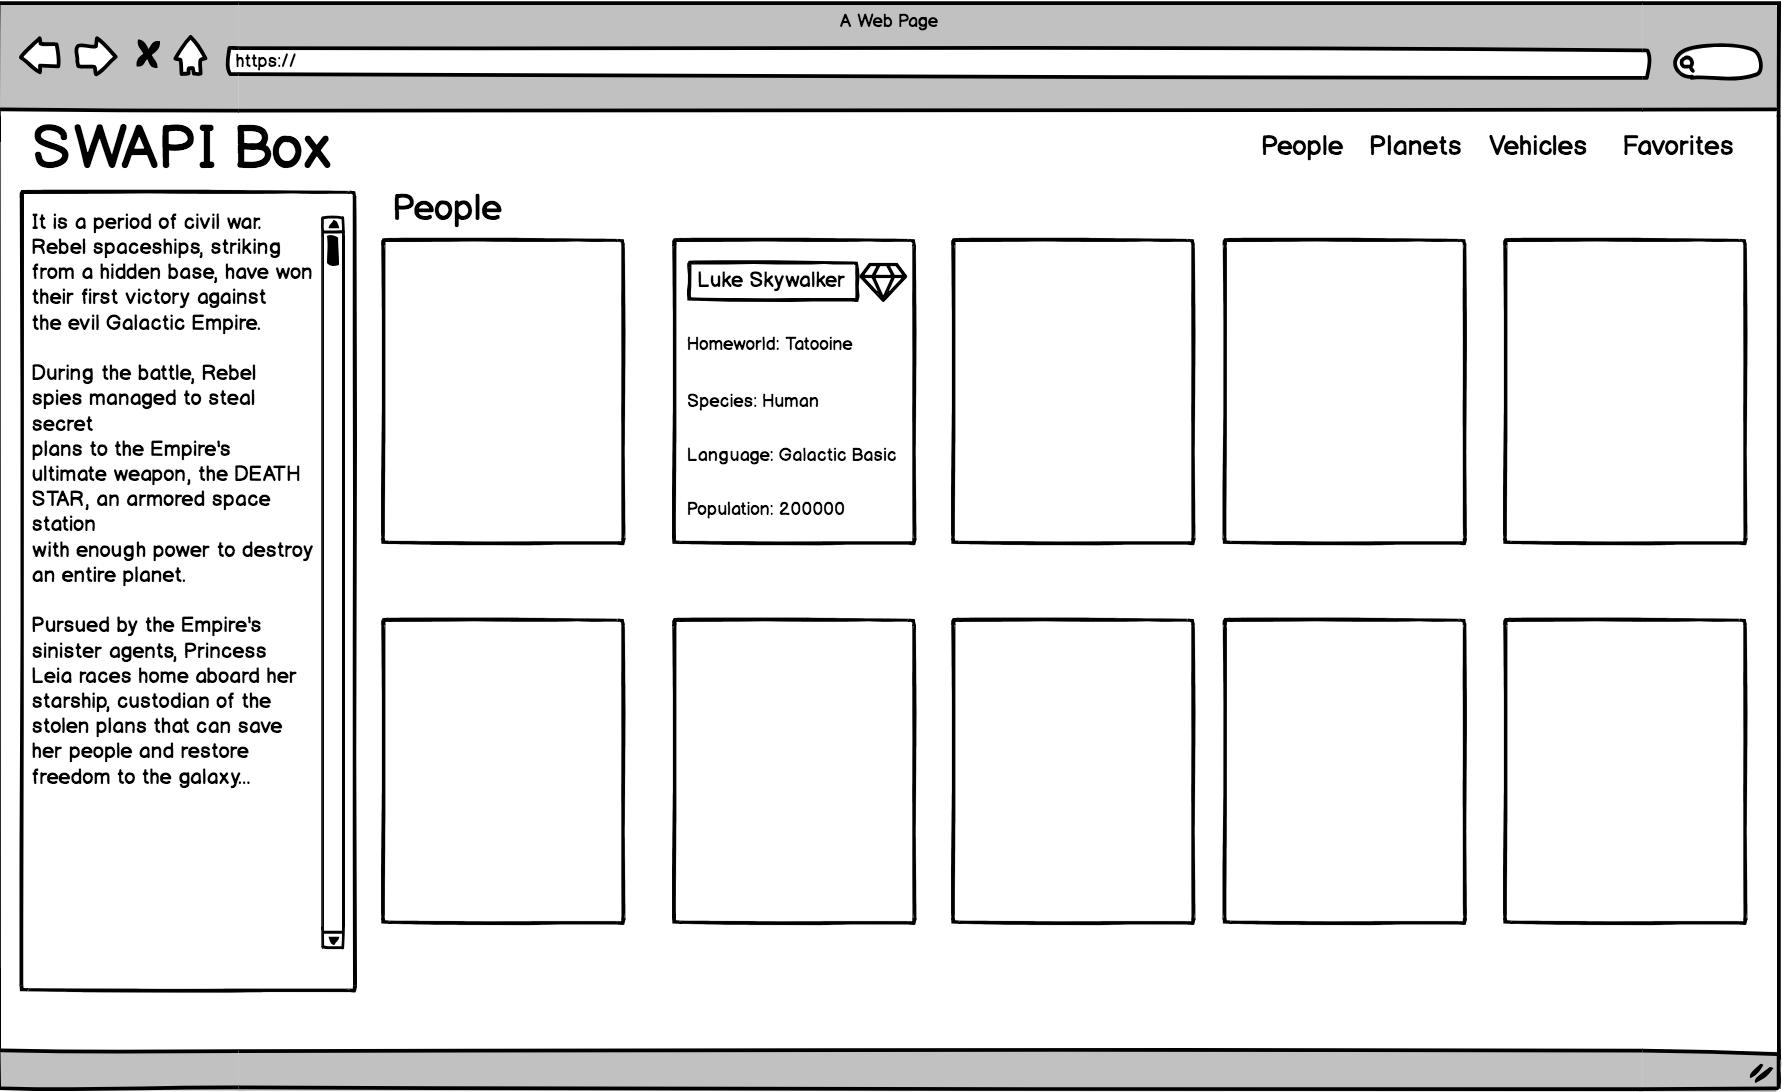 A Web Page
https://
SWAPI Box
People Planets Vehicles Favorites
It is a period of civil war.
Rebel spaceships, striking
from a hidden base, have won
their first victory against
the evil Galactic Empire.
During the battle, Rebel
spies managed to steal
secret
plans to the Empire's
ultimate weapon, the DEATH
STAR, an armored space
station
with enough power to destroy
an entire planet.
Pursued by the Empire's
sinister agents, Princess
Leia races home aboard her
starship, custodian of the
stolen plans that can save
her people and restore
freedom to the galaxy...
People
Luke Skywalker
Homeworld: Tatooine
Species: Human
Language: Galactic Basic
Population: 200000